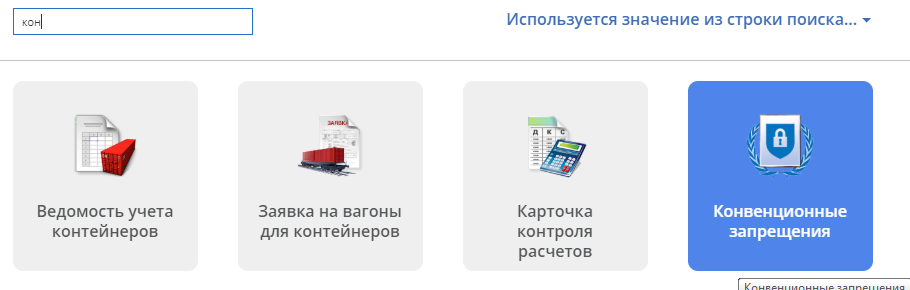 кон
Используется значение из строки поиска...
ЗАЯВКА
Д К С
Ведомость учета
контейнеров
Заявка на вагоны
для контейнеров
Карточка
контроля
расчетов
Конвенционные
запрещения
Конвенционные запрещения